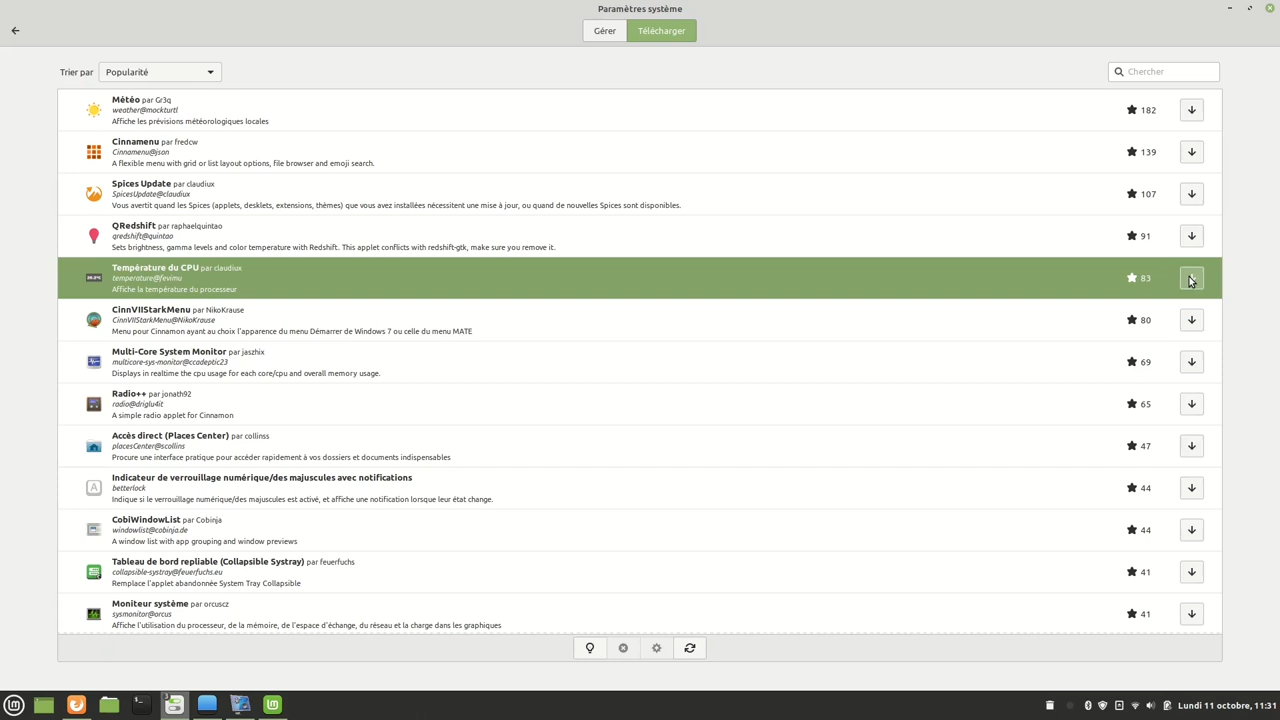 Paramètres système
Gérer Télécharger
Trier par Popularité Chercher
Météo par Gr3q
weather@mockturtl
Affiche les prévisions météorologiques locales
182
Cinnamenu par fredcw
Cinnamenu@json
A flexible menu with grid or list layout options, file browser and emoji search.
139
Spices Update par claudiux
SpicesUpdate@claudiux
Vous avertit quand les Spices (applets, desklets, extensions, thèmes) que vous avez installées nécessitent une mise à jour, ou quand de nouvelles Spices sont disponibles.
107
QRedshift par raphaelquintao
qredshift@quintao
Sets brightness, gamma levels and color temperature with Redshift. This applet conflicts with redshift-gtk, make sure you remove it.
91
Température du CPU par claudiux
temperature@fevimu
Affiche la température du processeur
83
CinnVIIStarkMenu par NikoKrause
CinnVIIStarkMenu@NikoKrause
Menu pour Cinnamon ayant au choix l'apparence du menu Démarrer de Windows 7 ou celle du menu MATE
80
Multi-Core System Monitor par jaszhix
multicore-sys-monitor@ccadeptic23
Displays in realtime the cpu usage for each core/cpu and overall memory usage.
69
Radio++ par jonath92
radio@driglu4it
A simple radio applet for Cinnamon
65
Accès direct (Places Center) par collinss
placesCenter@scollins
Procure une interface pratique pour accéder rapidement à vos dossiers et documents indispensables
47
Indicateur de verrouillage numérique/des majuscules avec notifications
betterlock
Indique si le verrouillage numérique/des majuscules est activé, et affiche une notification lorsque leur état change.
44
CobiWindowList par Cobinja
windowlist@cobinja.de
A window list with app grouping and window previews
44
Tableau de bord repliable (Collapsible Systray) par feuerfuchs
collapsible-systray@feuerfuchs.eu
Remplace l'applet abandonnée System Tray Collapsible
41
Moniteur système par orcuscz
sysmonitor@orcus
Affiche l'utilisation du processeur, de la mémoire, de l'espace d'échange, du réseau et la charge dans les graphiques
41
3
Lundi 11 octobre, 11:31